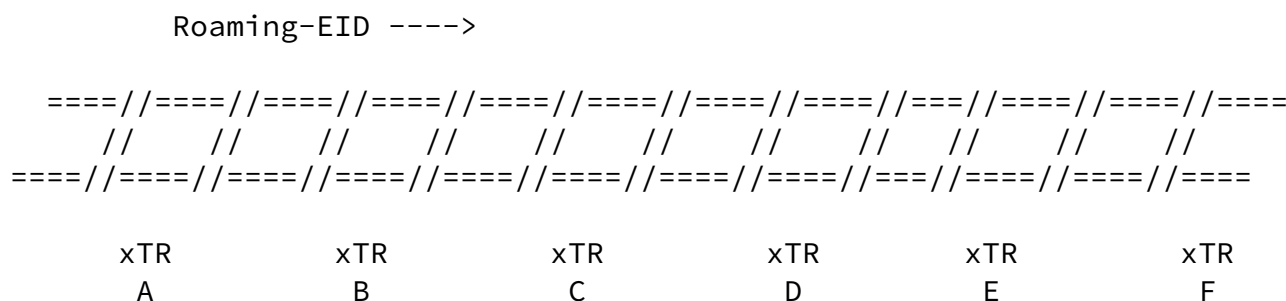 Roaming-EID ---->
====//====//====//====//====//====//====//====//===//====//====//====
// // // // // // // // // // //
====//====//====//====//====//====//====//====//===//====//====//====
xTR xTR xTR xTR xTR xTR
A B C D E F